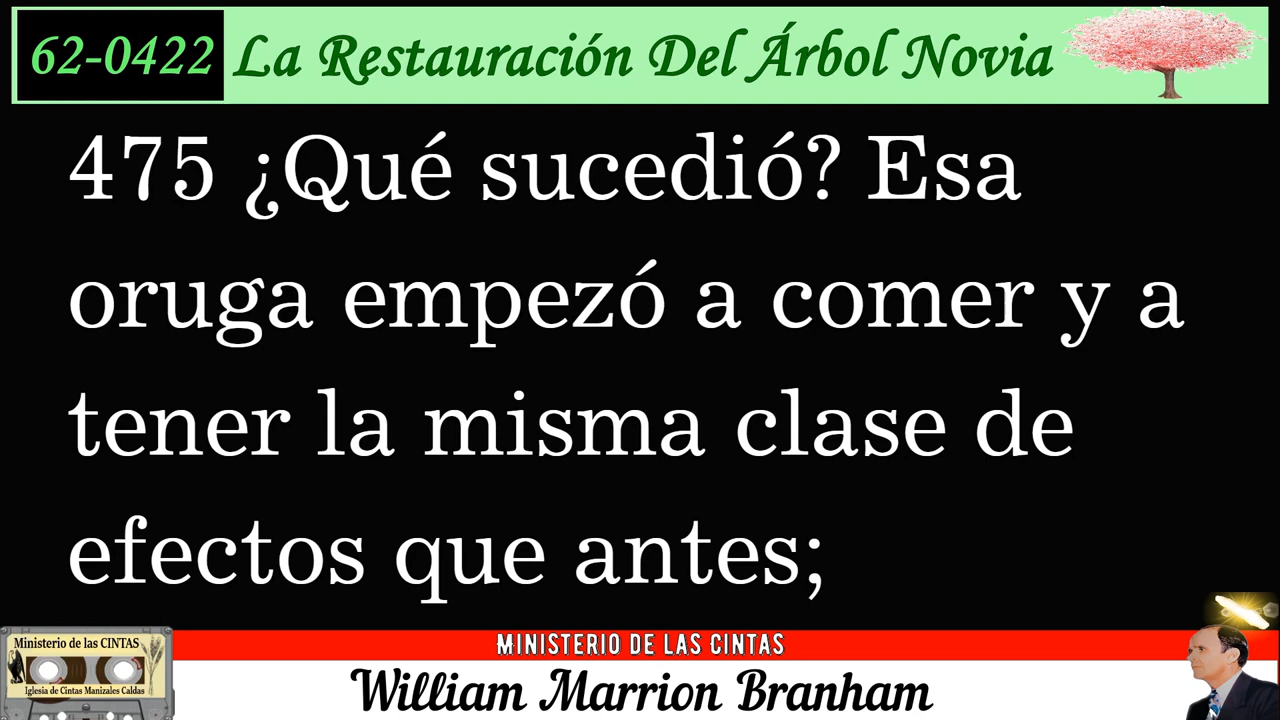 62-0422 La Restauración Del Árbol Novia
475 ¿Qué sucedió? Esa
oruga empezó a comer y a
tener la misma clase de
efectos que antes;
Ministerio de las CINTAS
Iglesia de Cintas Manizales Caldas
MINISTERIO DE LAS CINTAS
William Marrion Branham